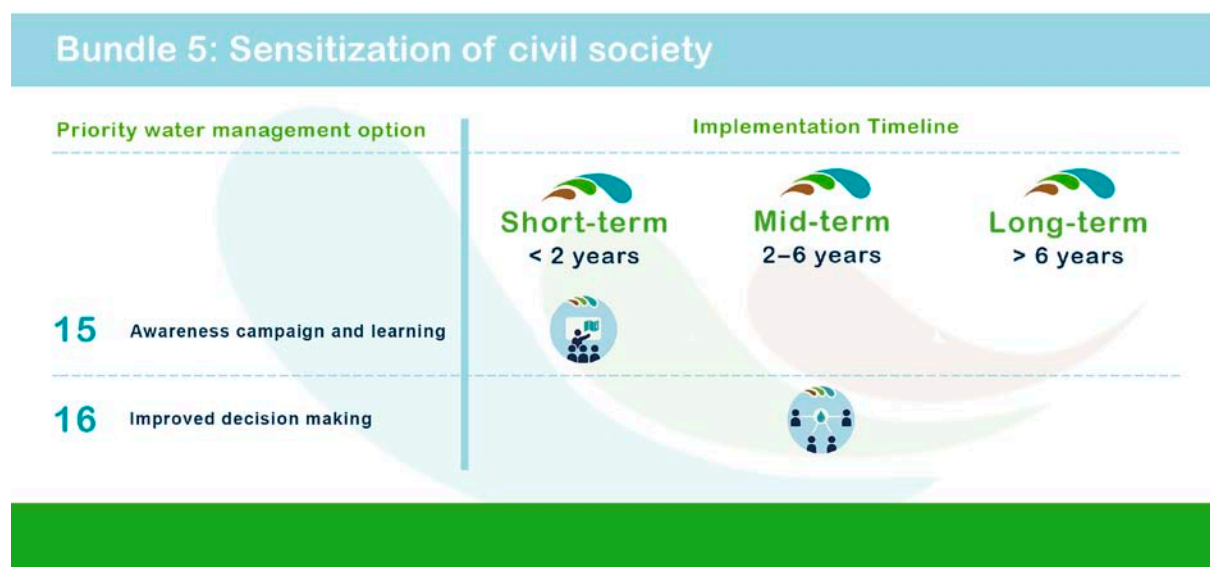 Bundle 5: Sensitization of civil society
Priority water management option
Implementation Timeline
Short-term
< 2 years
Mid-term
2–6 years
Long-term
> 6 years
15 Awareness campaign and learning
16 Improved decision making